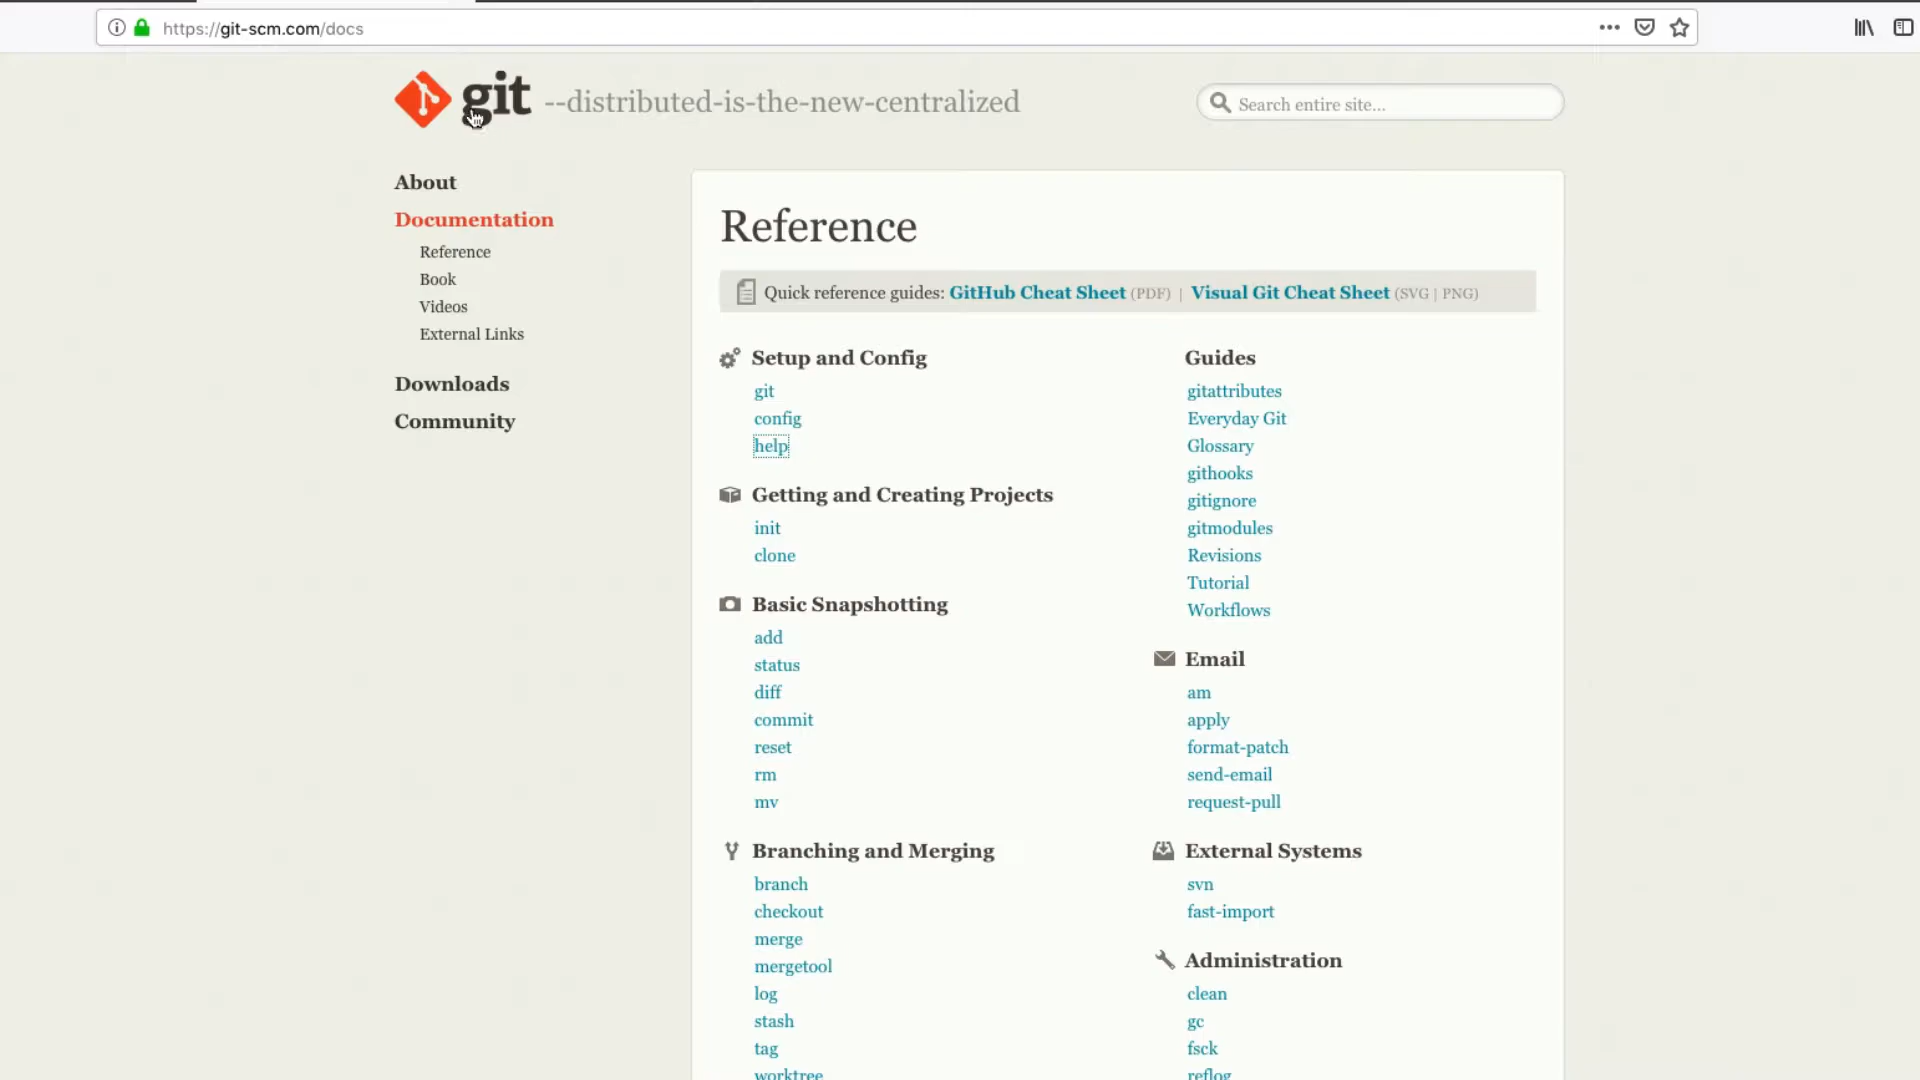 https://git-scm.com/docs
git --distributed-is-the-new-centralized
Search entire site...
About
Documentation
Reference
Book
Videos
External Links
Downloads
Community
Reference
Quick reference guides: GitHub Cheat Sheet (PDF) | Visual Git Cheat Sheet (SVG | PNG)
Setup and Config
git
config
help
Getting and Creating Projects
init
clone
Basic Snapshotting
add
status
diff
commit
reset
rm
mv
Branching and Merging
branch
checkout
merge
mergetool
log
stash
tag
worktree
Guides
gitattributes
Everyday Git
Glossary
githooks
gitignore
gitmodules
Revisions
Tutorial
Workflows
Email
am
apply
format-patch
send-email
request-pull
External Systems
svn
fast-import
Administration
clean
gc
fsck
reflog